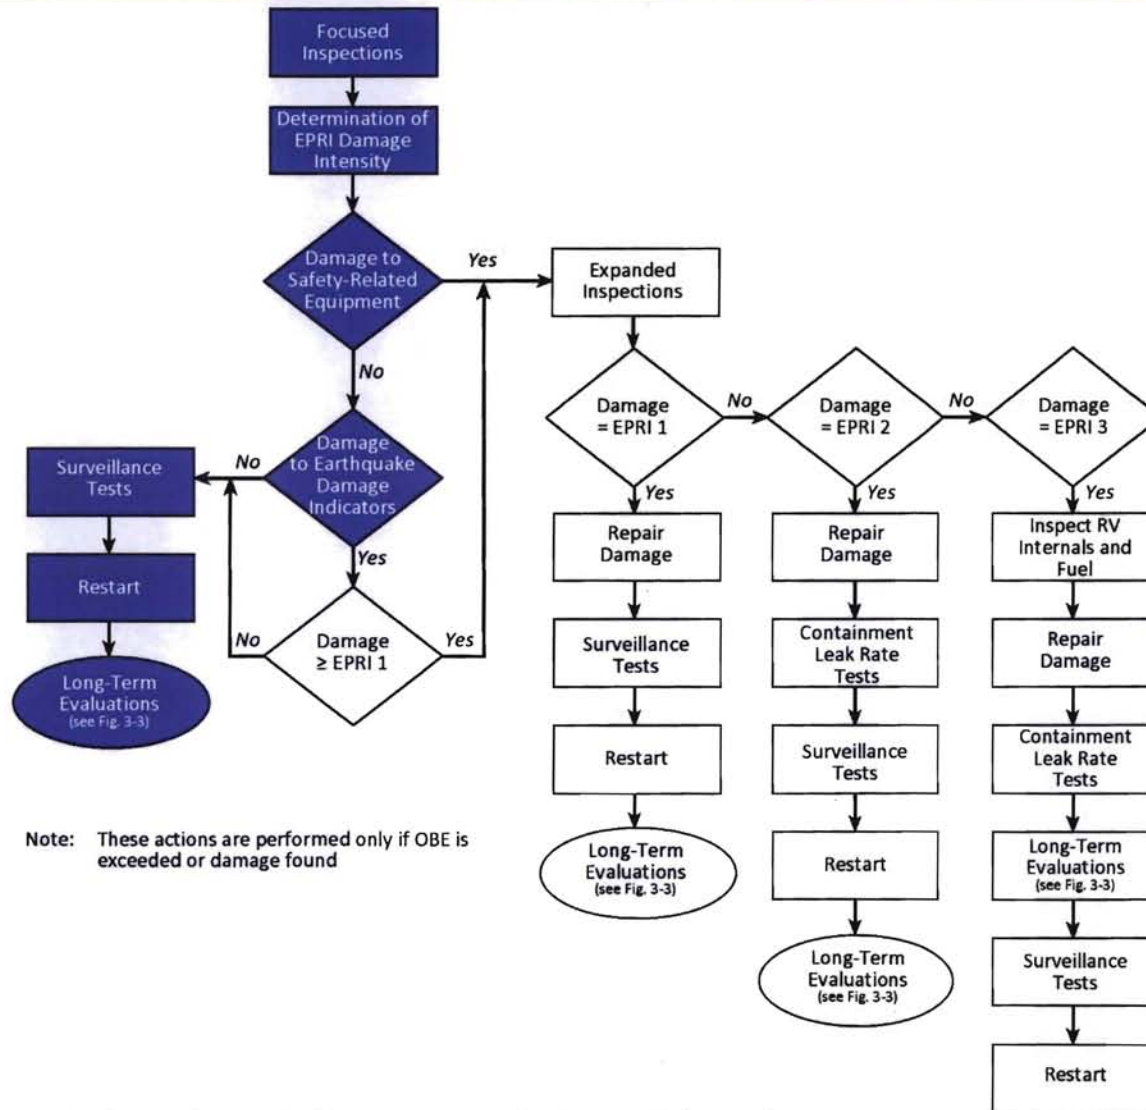 Focused
Inspections
Determination of
EPRI Damage
Intensity
Damage to
Safety-Related
Equipment
Yes
No
Damage
to Earthquake
Damage
Indicators
No
Yes
Surveillance
Tests
Restart
Long-Term
Evaluations
(see Fig. 3-3)
Damage
≥ EPRI 1
No
Yes
Expanded
Inspections
Damage
= EPRI 1
No
Yes
Repair
Damage
Surveillance
Tests
Restart
Long-Term
Evaluations
(see Fig. 3-3)
Damage
= EPRI 2
No
Yes
Repair
Damage
Containment
Leak Rate
Tests
Surveillance
Tests
Restart
Long-Term
Evaluations
(see Fig. 3-3)
Damage
= EPRI 3
Yes
Inspect RV
Internals and
Fuel
Repair
Damage
Containment
Leak Rate
Tests
Long-Term
Evaluations
(see Fig. 3-3)
Surveillance
Tests
Restart
Note: These actions are performed only if OBE is
exceeded or damage found